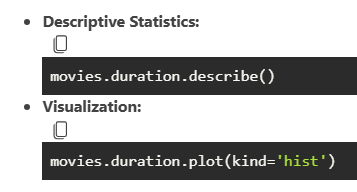 Descriptive Statistics:
movies.duration.describe()
Visualization:
movies.duration.plot(kind='hist')